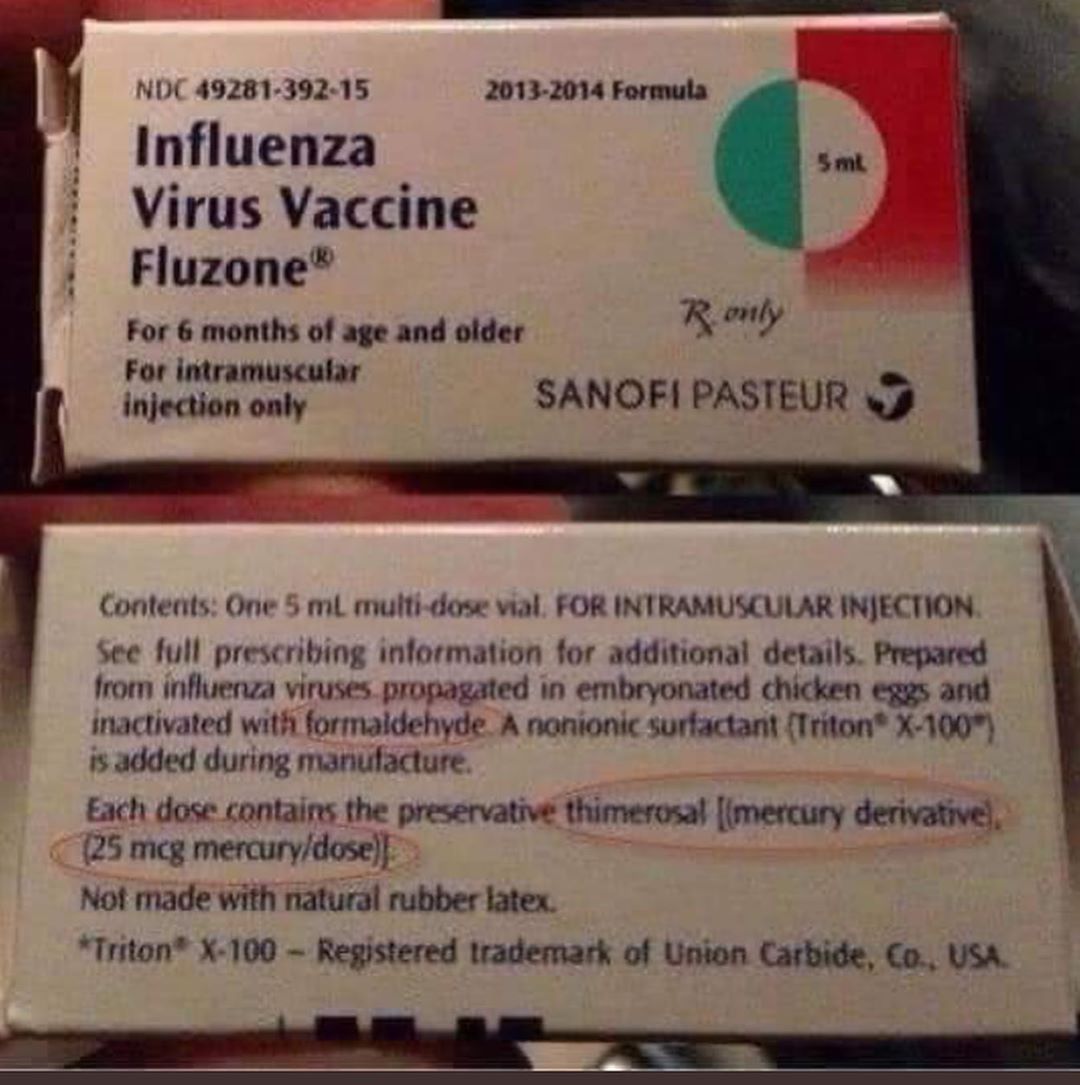 NDC 49281-392-15 2013-2014 Formula
Influenza
Virus Vaccine
Fluzone®
5 mL
For 6 months of age and older
For intramuscular
injection only
Rx only
SANOFI PASTEUR
Contents: One 5 mL multi-dose vial. FOR INTRAMUSCULAR INJECTION.
See full prescribing information for additional details. Prepared
from influenza viruses propagated in embryonated chicken eggs and
inactivated with formaldehyde. A nonionic surfactant (Triton® X-100*)
is added during manufacture.
Each dose contains the preservative thimerosal [(mercury derivative),
(25 mcg mercury/dose)].
Not made with natural rubber latex.
*Triton® X-100 – Registered trademark of Union Carbide, Co., USA.